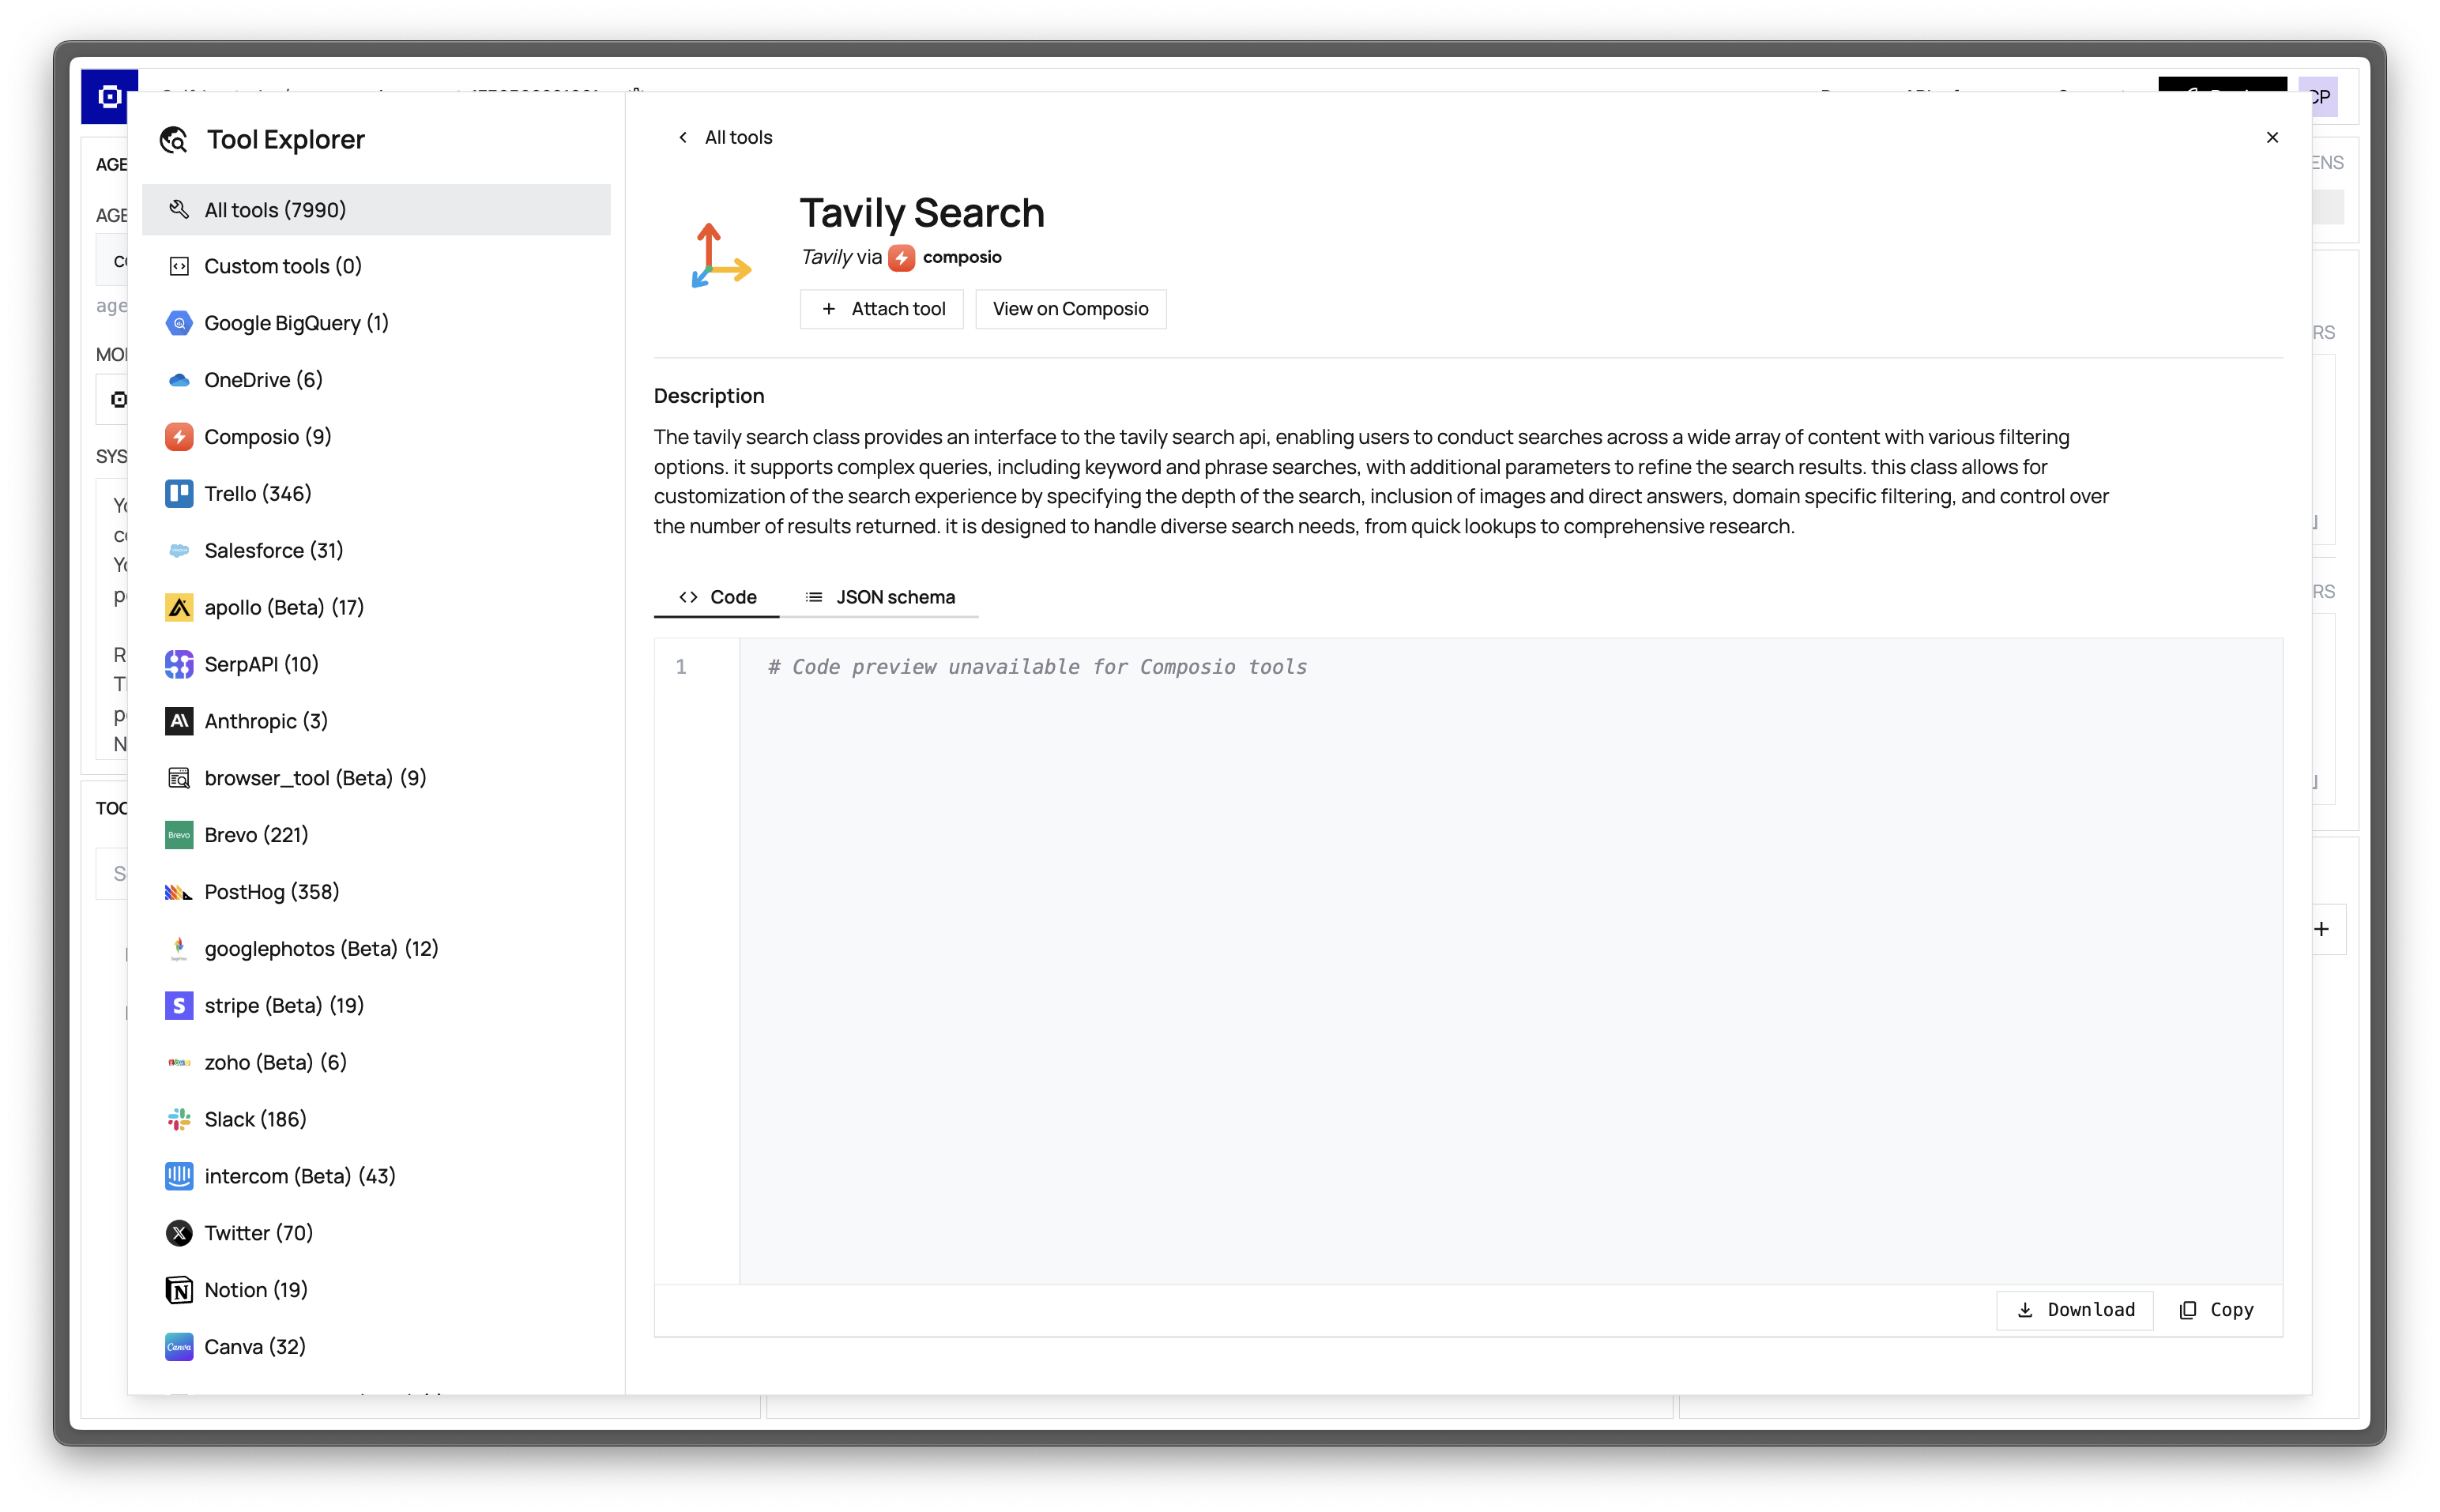 Tool Explorer
All tools (7990)
Custom tools (0)
Google BigQuery (1)
OneDrive (6)
Composio (9)
Trello (346)
Salesforce (31)
apollo (Beta) (17)
SerpAPI (10)
Anthropic (3)
browser_tool (Beta) (9)
Brevo
Brevo (221)
PostHog (358)
googlephotos (Beta) (12)
stripe (Beta) (19)
zoho (Beta) (6)
Slack (186)
intercom (Beta) (43)
Twitter (70)
Notion (19)
Canva
Canva (32)
All tools
Tavily Search
Tavily via composio
Attach tool
View on Composio
Description
The tavily search class provides an interface to the tavily search api, enabling users to conduct searches across a wide array of content with various filtering
options. it supports complex queries, including keyword and phrase searches, with additional parameters to refine the search results. this class allows for
customization of the search experience by specifying the depth of the search, inclusion of images and direct answers, domain specific filtering, and control over
the number of results returned. it is designed to handle diverse search needs, from quick lookups to comprehensive research.
Code
JSON schema
1 # Code preview unavailable for Composio tools
Download
Copy